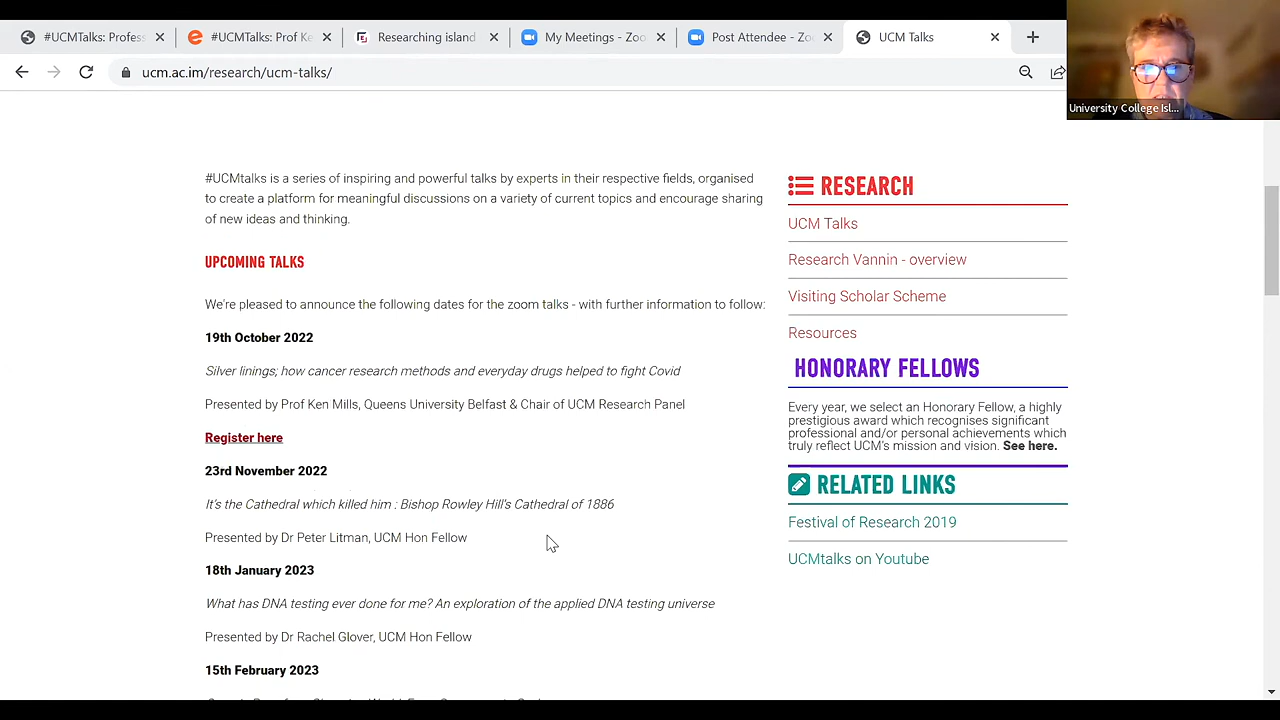 #UCMTalks: Profess
#UCMTalks: Prof Ke
Researching island
My Meetings - Zoo
Post Attendee - Zo
UCM Talks
ucm.ac.im/research/ucm-talks/
University College Isl...
#UCMtalks is a series of inspiring and powerful talks by experts in their respective fields, organised
to create a platform for meaningful discussions on a variety of current topics and encourage sharing
of new ideas and thinking.
UPCOMING TALKS
We're pleased to announce the following dates for the zoom talks - with further information to follow:
19th October 2022
Silver linings; how cancer research methods and everyday drugs helped to fight Covid
Presented by Prof Ken Mills, Queens University Belfast & Chair of UCM Research Panel
Register here
23rd November 2022
It's the Cathedral which killed him : Bishop Rowley Hill's Cathedral of 1886
Presented by Dr Peter Litman, UCM Hon Fellow
18th January 2023
What has DNA testing ever done for me? An exploration of the applied DNA testing universe
Presented by Dr Rachel Glover, UCM Hon Fellow
15th February 2023
RESEARCH
UCM Talks
Research Vannin - overview
Visiting Scholar Scheme
Resources
HONORARY FELLOWS
Every year, we select an Honorary Fellow, a highly
prestigious award which recognises significant
professional and/or personal achievements which
truly reflect UCM's mission and vision. See here.
RELATED LINKS
Festival of Research 2019
UCMtalks on Youtube